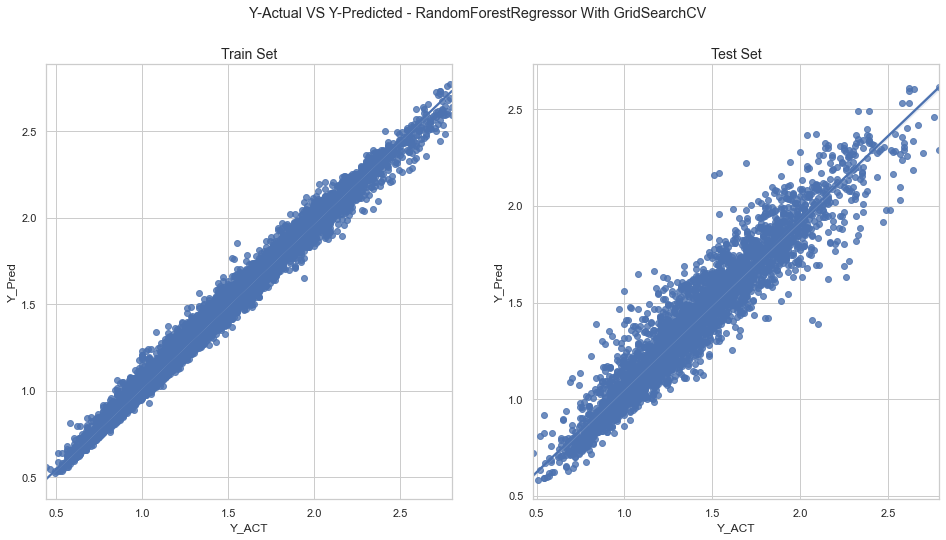 Y-Actual VS Y-Predicted - RandomForestRegressor With GridSearchCV
Train Set
2.5
2.0
1.5
1.0
0.5
Y_Pred
0.5 1.0 1.5 2.0 2.5
Y_ACT
Test Set
2.5
2.0
1.5
1.0
0.5
Y_Pred
0.5 1.0 1.5 2.0 2.5
Y_ACT